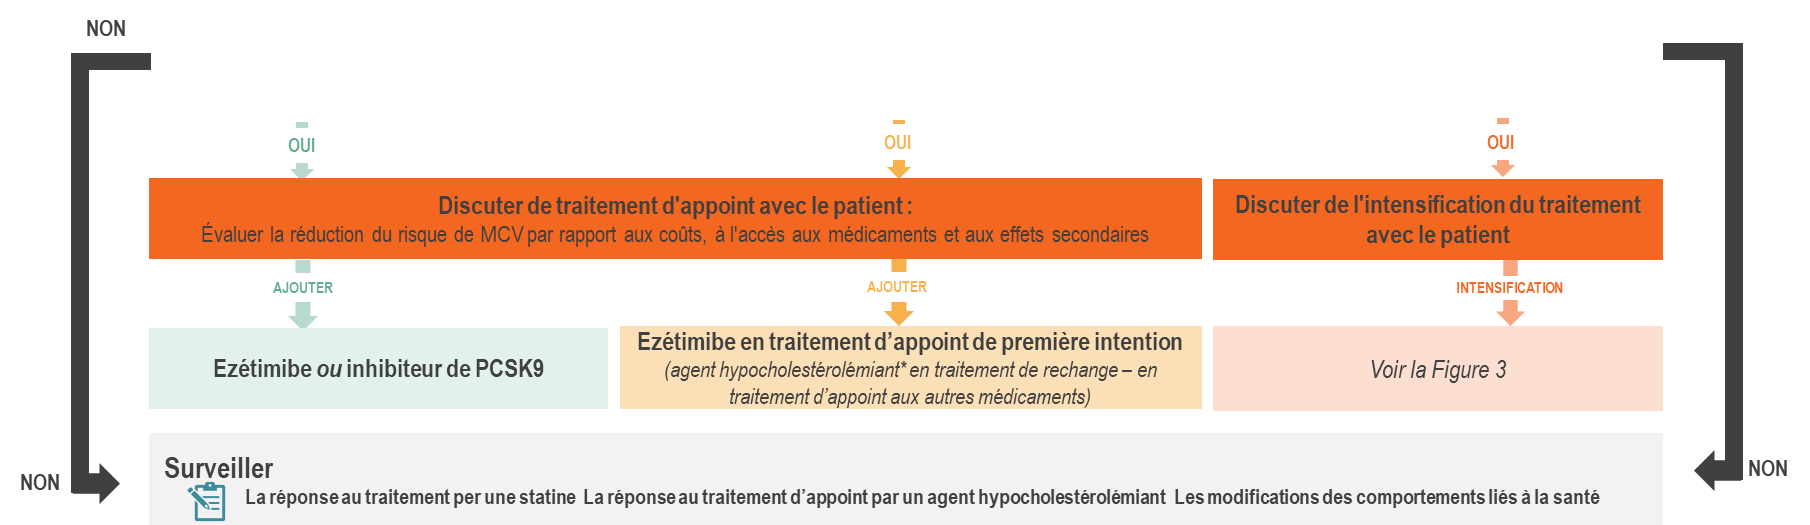 NON
OUI
OUI
OUI
Discuter de traitement d'appoint avec le patient :
Évaluer la réduction du risque de MCV par rapport aux coûts, à l'accès aux médicaments et aux effets secondaires
Discuter de l'intensification du traitement
avec le patient
AJOUTER
AJOUTER
INTENSIFICATION
Ezétimibe ou inhibiteur de PCSK9
Ezétimibe en traitement d’appoint de première intention
(agent hypocholestérolémiant* en traitement de rechange – en
traitement d’appoint aux autres médicaments)
Voir la Figure 3
Surveiller
NON
NON
La réponse au traitement per une statine La réponse au traitement d’appoint par un agent hypocholestérolémiant Les modifications des comportements liés à la santé